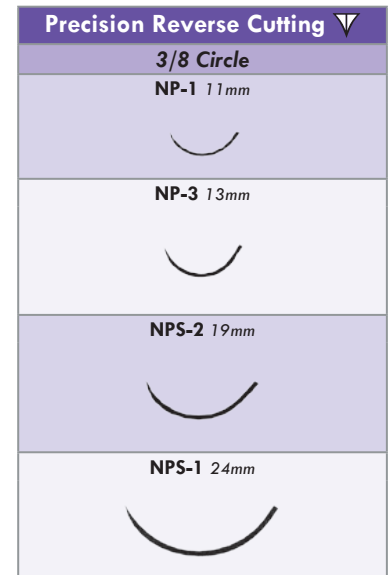 Precision Reverse Cutting
3/8 Circle
NP-1 11mm
NP-3 13mm
NPS-2 19mm
NPS-1 24mm